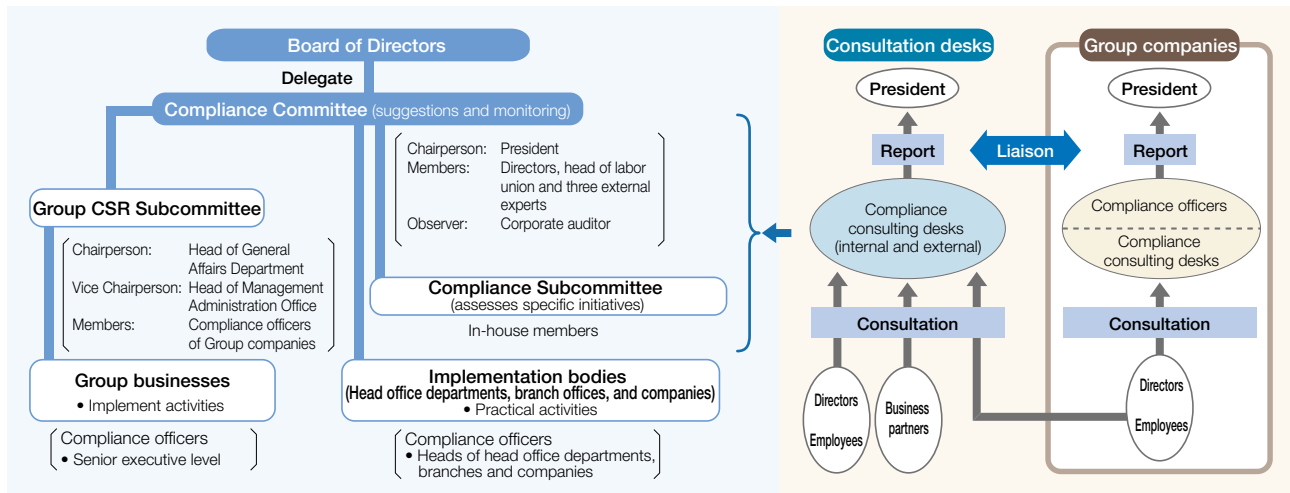 Board of Directors
Delegate
Compliance Committee (suggestions and monitoring)
Chairperson: President
Members: Directors, head of labor
union and three external
experts
Observer: Corporate auditor
Group CSR Subcommittee
Chairperson: Head of General
Affairs Department
Vice Chairperson: Head of Management
Administration Office
Members: Compliance officers
of Group companies
Compliance Subcommittee
(assesses specific initiatives)
In-house members
Group businesses
• Implement activities
Compliance officers
• Senior executive level
Implementation bodies
(Head office departments, branch offices, and companies)
• Practical activities
Compliance officers
• Heads of head office departments,
branches and companies
Consultation desks
President
Report
Liaison
Compliance
consulting desks
(internal and external)
Consultation
Directors
Employees
Business
partners
Group companies
President
Report
Compliance officers
Compliance
consulting desks
Consultation
Directors
Employees